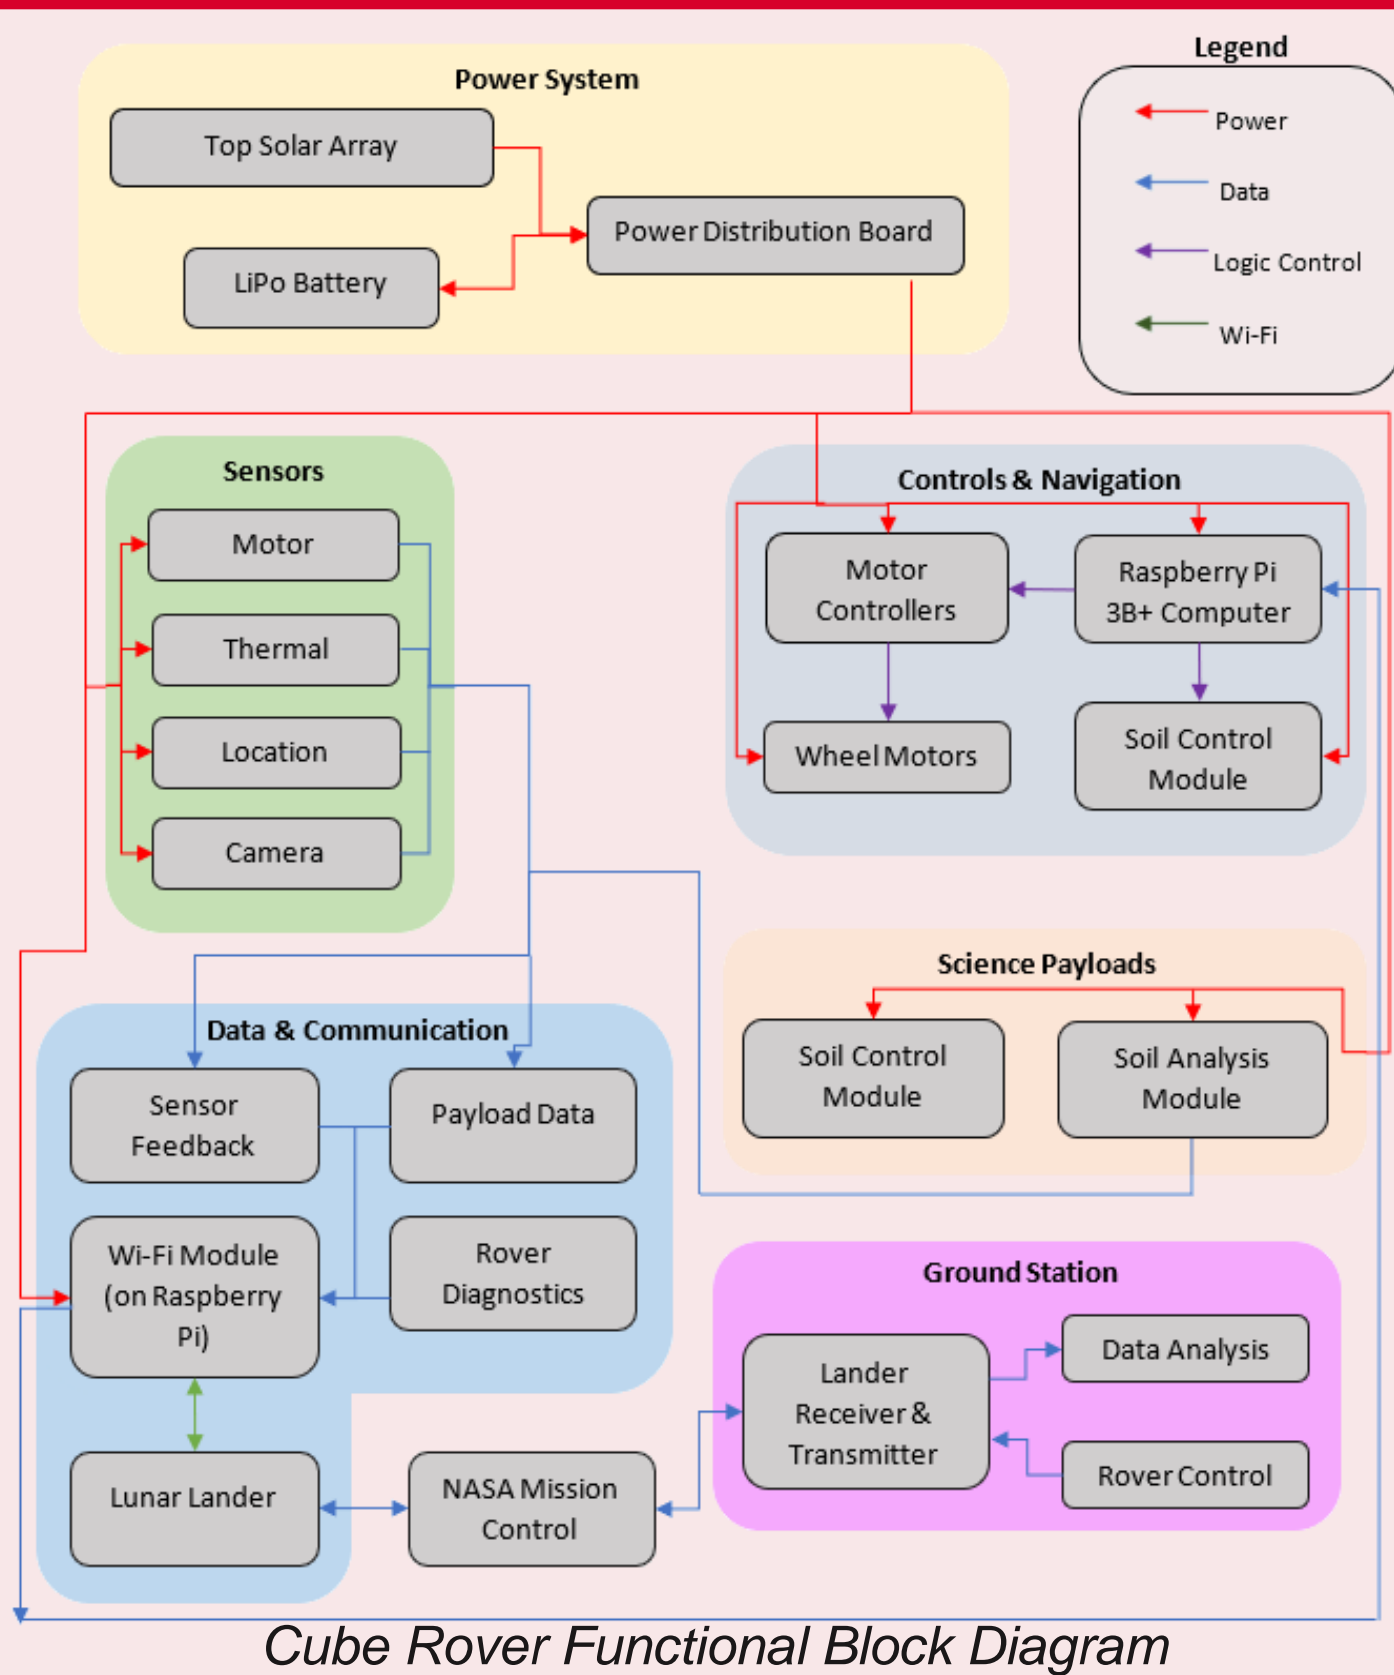 Legend
Power
Data
Logic Control
Wi-Fi
Power System
Top Solar Array
Power Distribution Board
LiPo Battery
Sensors
Motor
Thermal
Location
Camera
Controls & Navigation
Motor
Controllers
Raspberry Pi
3B+ Computer
Wheel Motors
Soil Control
Module
Science Payloads
Soil Control
Module
Soil Analysis
Module
Data & Communication
Sensor
Feedback
Payload Data
Wi-Fi Module
(on Raspberry
Pi)
Rover
Diagnostics
Lunar Lander
NASA Mission
Control
Ground Station
Lander
Receiver &
Transmitter
Data Analysis
Rover Control
Cube Rover Functional Block Diagram